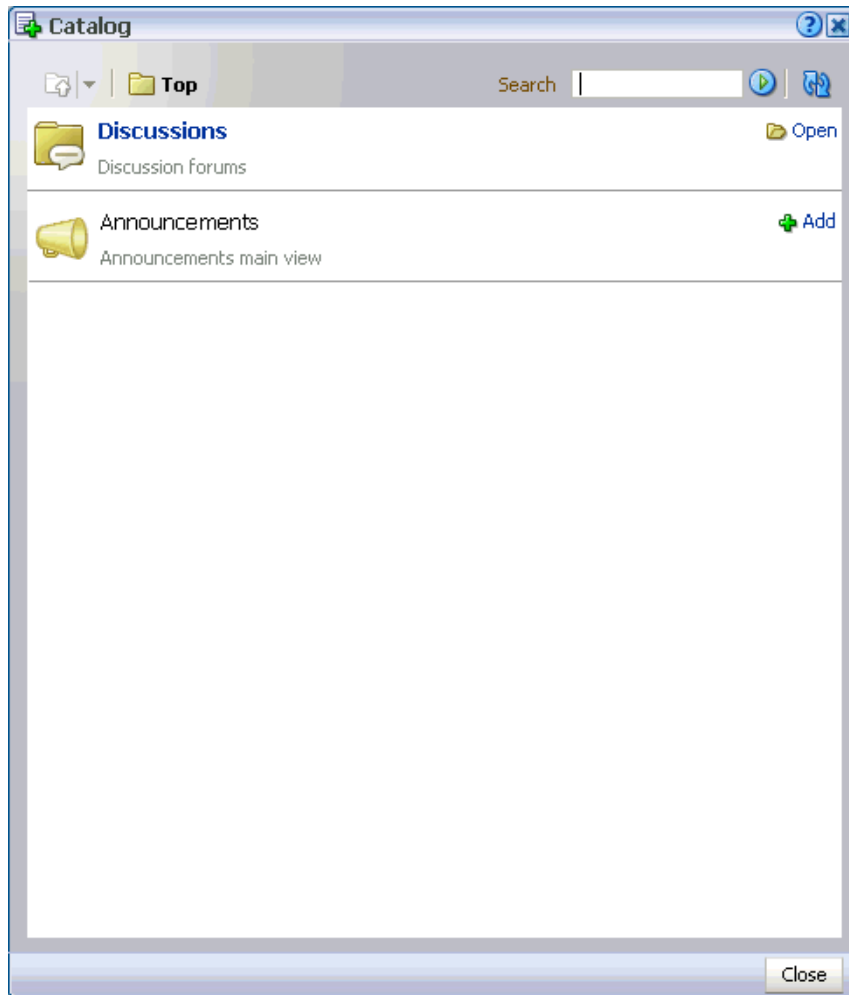 Catalog
Top Search
Discussions Open
Discussion forums
Announcements Add
Announcements main view
Close